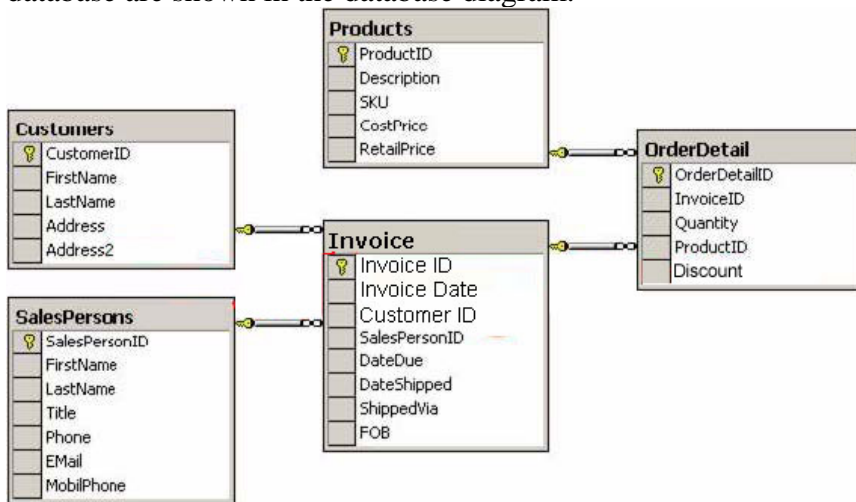 database are shown in the database diagram.
Products
ProductID
Description
SKU
CostPrice
RetailPrice
Customers
CustomerID
FirstName
LastName
Address
Address2
OrderDetail
OrderDetailID
InvoiceID
Quantity
ProductID
Discount
Invoice
Invoice ID
Invoice Date
Customer ID
SalesPersonID
DateDue
DateShipped
ShippedVia
FOB
SalesPersons
SalesPersonID
FirstName
LastName
Title
Phone
EMail
MobilPhone